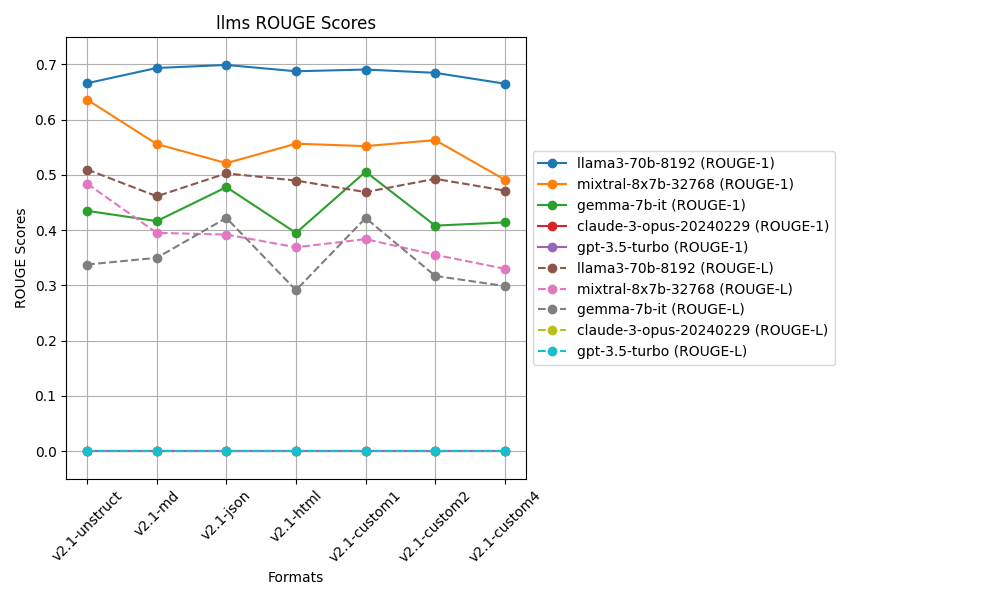 llms ROUGE Scores
ROUGE Scores
0.7
0.6
0.5
0.4
0.3
0.2
0.1
0.0
v2.1-unstruct
v2.1-md
v2.1-json
v2.1-html
v2.1-custom1
v2.1-custom2
v2.1-custom4
Formats
llama3-70b-8192 (ROUGE-1)
mixtral-8x7b-32768 (ROUGE-1)
gemma-7b-it (ROUGE-1)
claude-3-opus-20240229 (ROUGE-1)
gpt-3.5-turbo (ROUGE-1)
llama3-70b-8192 (ROUGE-L)
mixtral-8x7b-32768 (ROUGE-L)
gemma-7b-it (ROUGE-L)
claude-3-opus-20240229 (ROUGE-L)
gpt-3.5-turbo (ROUGE-L)